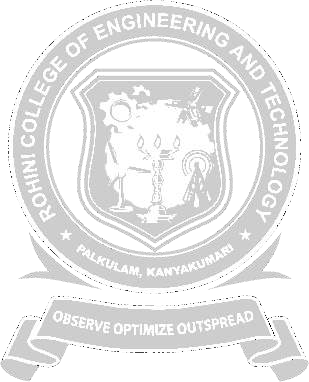 ROHINI COLLEGE OF ENGINEERING AND TECHNOLOGY
PALKULAM, KANYAKUMARI
OBSERVE OPTIMIZE OUTSPREAD